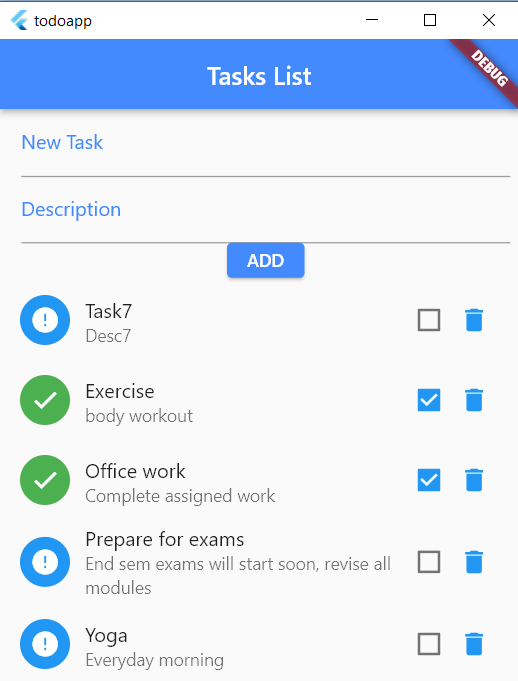 todoapp
Tasks List
DEBUG
New Task
Description
ADD
Task7
Desc7
Exercise
body workout
Office work
Complete assigned work
Prepare for exams
End sem exams will start soon, revise all
modules
Yoga
Everyday morning